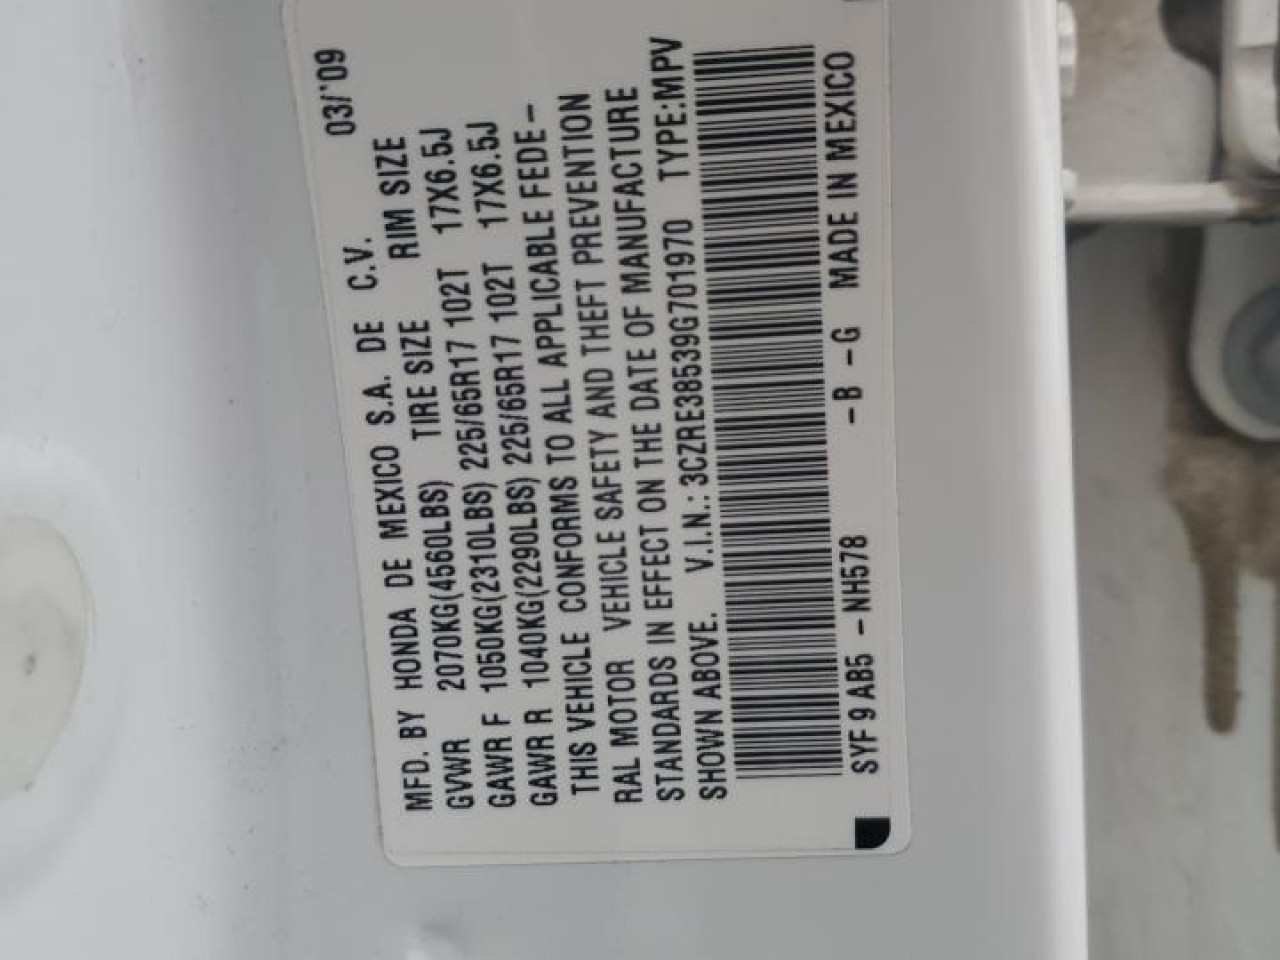 MFD. BY HONDA DE MEXICO S.A. DE C.V. 03/'09
GVWR 2070KG(4560LBS) TIRE SIZE RIM SIZE
GAWR F 1050KG(2310LBS) 225/65R17 102T 17X6.5J
GAWR R 1040KG(2290LBS) 225/65R17 102T 17X6.5J
THIS VEHICLE CONFORMS TO ALL APPLICABLE FEDE-
RAL MOTOR VEHICLE SAFETY AND THEFT PREVENTION
STANDARDS IN EFFECT ON THE DATE OF MANUFACTURE
SHOWN ABOVE. V.I.N.: 3CZRE38539G701970 TYPE:MPV
SYF 9 AB5 -NH578 -B -G MADE IN MEXICO